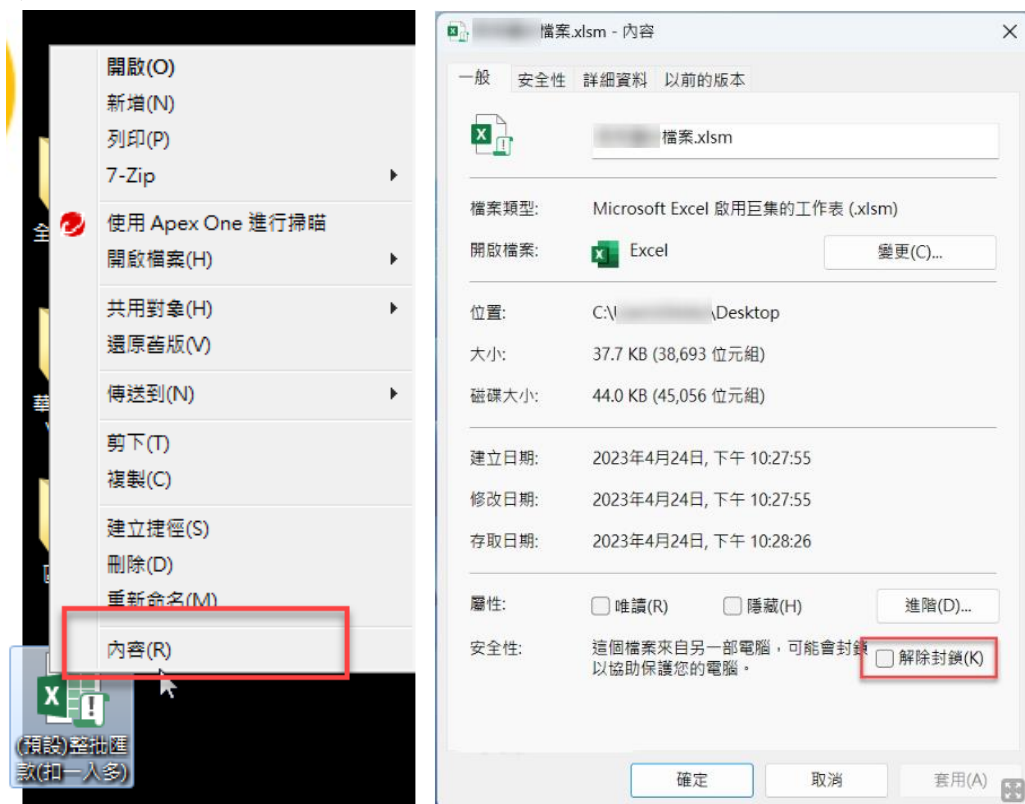 開啟(O)
新增(N)
列印(P)
7-Zip
使用 Apex One 進行掃瞄
開啟檔案(H)
共用對象(H)
還原舊版(V)
傳送到(N)
剪下(T)
複製(C)
建立捷徑(S)
刪除(D)
重新命名(M)
內容(R)
(預設)整批匯
款(扣一入多)
全
華
檔案.xlsm - 內容
一般 安全性 詳細資料 以前的版本
檔案.xlsm
檔案類型: Microsoft Excel 啟用巨集的工作表 (.xlsm)
開啟檔案: Excel 變更(C)...
位置: C:\ \Desktop
大小: 37.7 KB (38,693 位元組)
磁碟大小: 44.0 KB (45,056 位元組)
建立日期: 2023年4月24日, 下午 10:27:55
修改日期: 2023年4月24日, 下午 10:27:55
存取日期: 2023年4月24日, 下午 10:28:26
屬性: 唯讀(R) 隱藏(H) 進階(D)...
安全性: 這個檔案來自另一部電腦，可能會封鎖 解除封鎖(K)
以協助保護您的電腦。
確定 取消 套用(A)